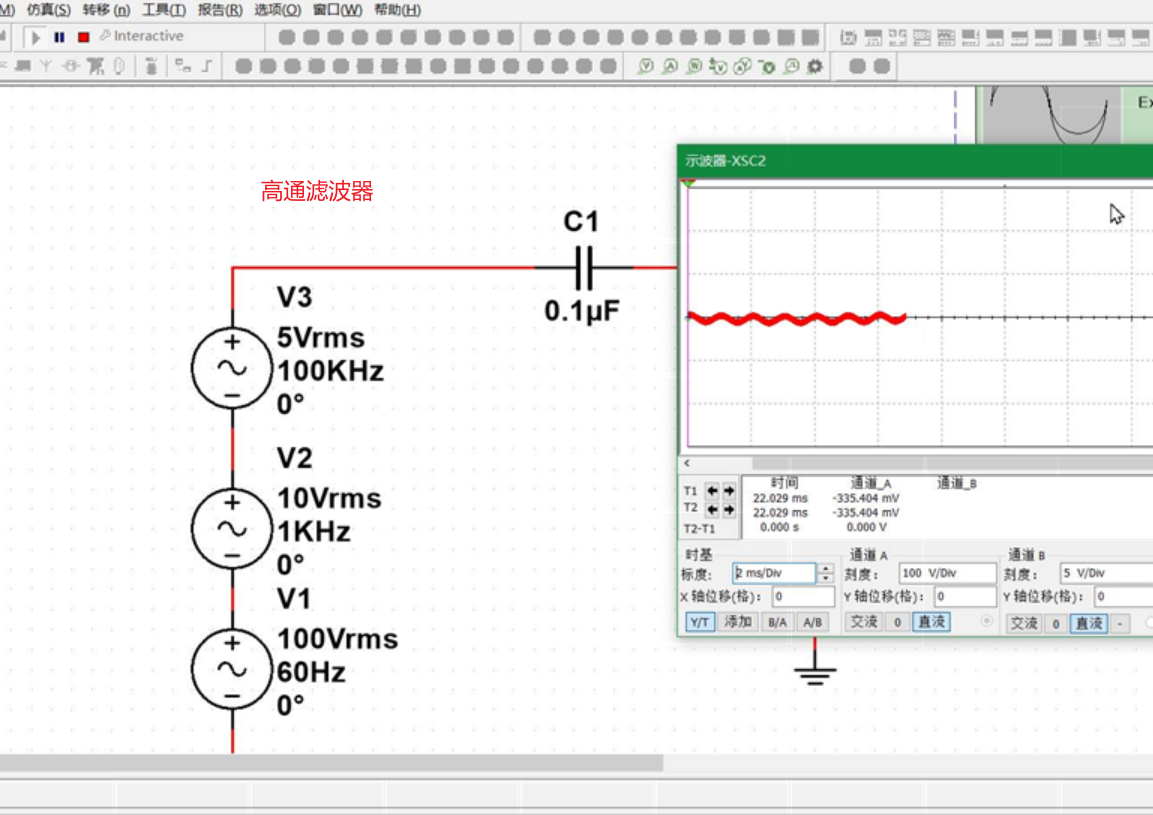 M) 仿真(S) 转移 (n) 工具(T) 报告(R) 选项(O) 窗口(W) 帮助(H)
Interactive
Ex
示波器-XSC2
高通滤波器
C1
0.1μF
V3
5Vrms
100KHz
0°
V2
10Vrms
1KHz
0°
V1
100Vrms
60Hz
0°
时间 通道_A 通道_B
T1 22.029 ms -335.404 mV
T2 22.029 ms -335.404 mV
T2-T1 0.000 s 0.000 V
时基 通道 A 通道 B
标度: 2 ms/Div 刻度: 100 V/Div 刻度: 5 V/Div
X 轴位移(格): 0 Y 轴位移(格): 0 Y 轴位移(格): 0
Y/T 添加 B/A A/B 交流 0 直流 交流 0 直流 -